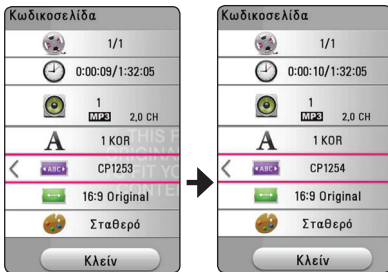 Κωδικοσελίδα
1/1
0:00:09/1:32:05
1
MP3 2,0 CH
A 1 KOR
ABC CP1253
16:9 Original
Σταθερό
Κλείν
Κωδικοσελίδα
1/1
0:00:10/1:32:05
1
MP3 2,0 CH
A 1 KOR
ABC CP1254
16:9 Original
Σταθερό
Κλείν